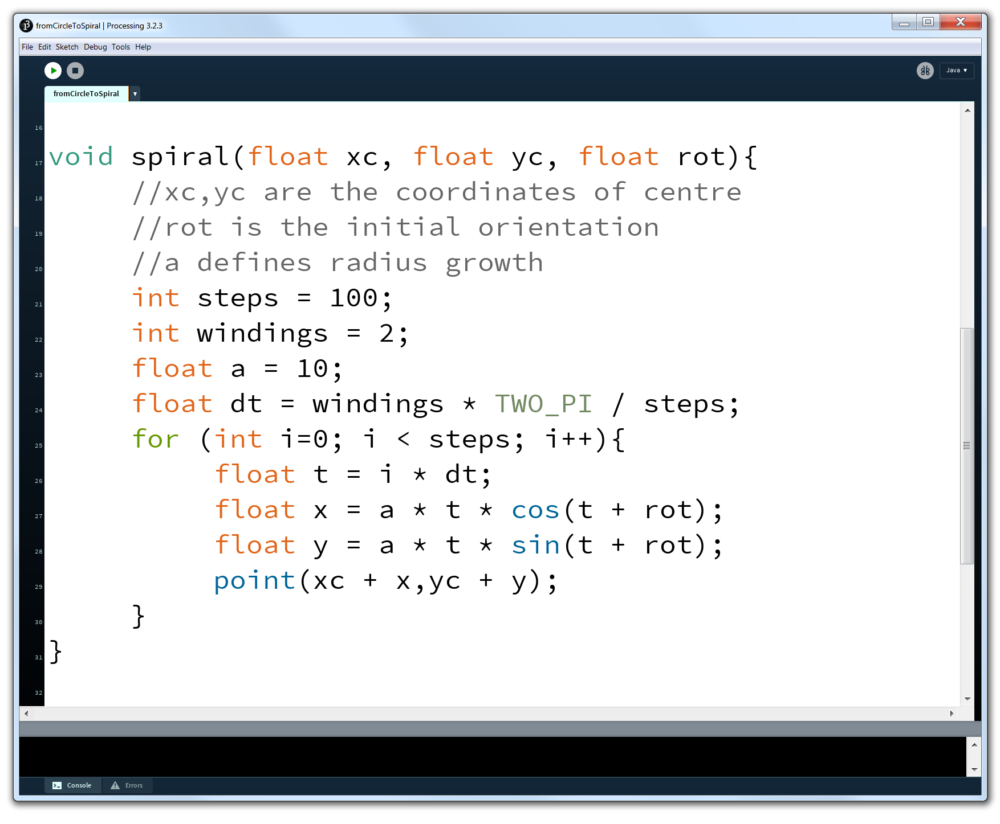 fromCircleToSpiral | Processing 3.2.3
File Edit Sketch Debug Tools Help
Java ▾
fromCircleToSpiral ▾
16
17 void spiral(float xc, float yc, float rot){
18 //xc,yc are the coordinates of centre
19 //rot is the initial orientation
20 //a defines radius growth
21 int steps = 100;
22 int windings = 2;
23 float a = 10;
24 float dt = windings * TWO_PI / steps;
25 for (int i=0; i < steps; i++){
26 float t = i * dt;
27 float x = a * t * cos(t + rot);
28 float y = a * t * sin(t + rot);
29 point(xc + x,yc + y);
30 }
31 }
32
Console Errors